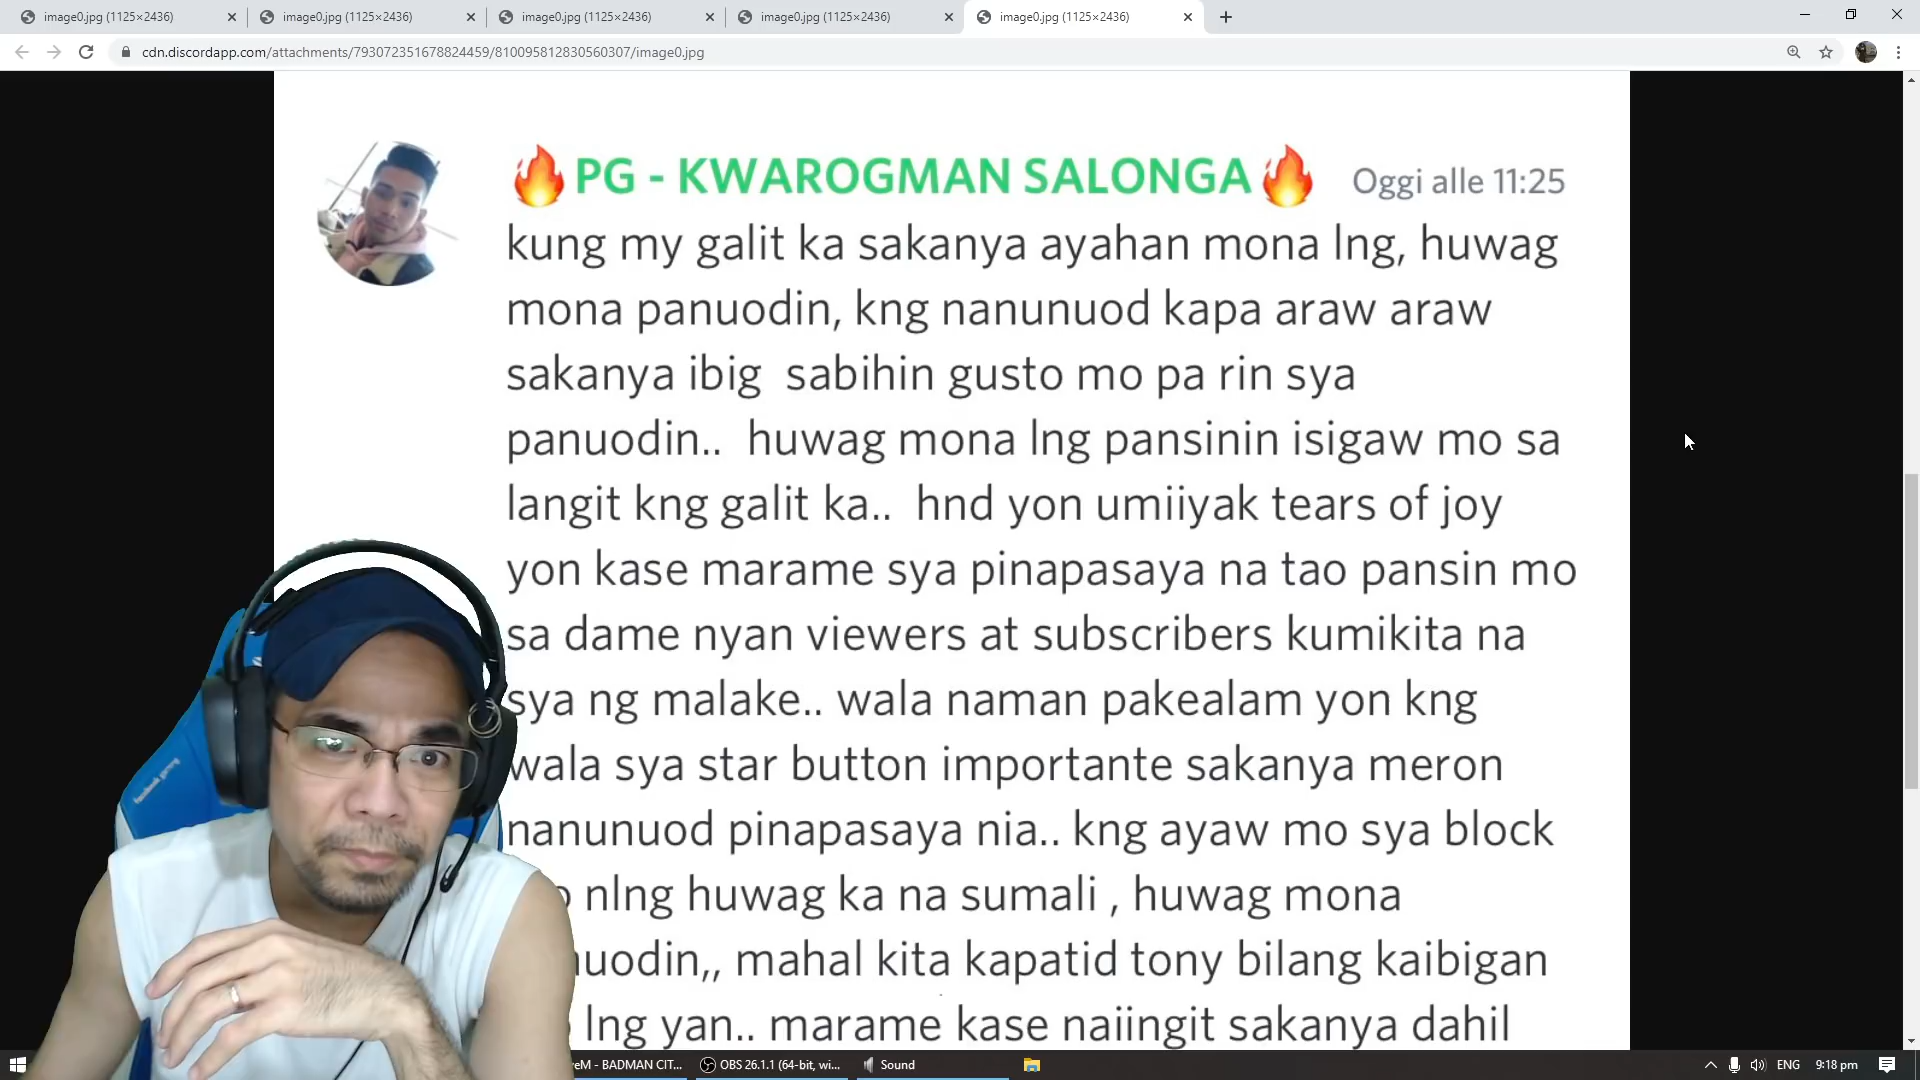 image0.jpg (1125×2436)
image0.jpg (1125×2436)
image0.jpg (1125×2436)
image0.jpg (1125×2436)
image0.jpg (1125×2436)
cdn.discordapp.com/attachments/793072351678824459/810095812830560307/image0.jpg
🔥PG - KWAROGMAN SALONGA🔥 Oggi alle 11:25
kung my galit ka sakanya ayahan mona lng, huwag
mona panuodin, kng nanunuod kapa araw araw
sakanya ibig sabihin gusto mo pa rin sya
panuodin.. huwag mona lng pansinin isigaw mo sa
langit kng galit ka.. hnd yon umiiyak tears of joy
yon kase marame sya pinapasaya na tao pansin mo
sa dame nyan viewers at subscribers kumikita na
sya ng malake.. wala naman pakealam yon kng
wala sya star button importante sakanya meron
nanunuod pinapasaya nia.. kng ayaw mo sya block
nlng huwag ka na sumali , huwag mona
mahal kita kapatid tony bilang kaibigan
lng yan.. marame kase naiingit sakanya dahil
- BADMAN CIT...
OBS 26.1.1 (64-bit, wi...
Sound
ENG
9:18 pm